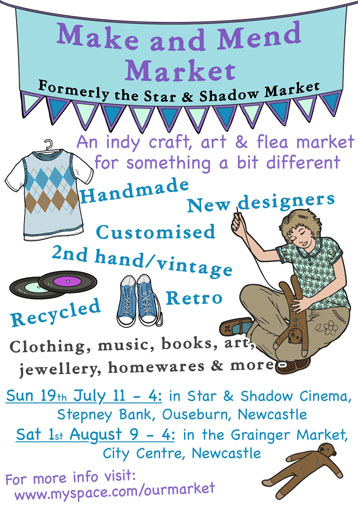 Make and Mend
Market
Formerly the Star & Shadow Market
An indy craft, art & flea market
for something a bit different
Handmade
New designers
Customised
2nd hand/vintage
Recycled
Retro
Clothing, music, books, art,
jewellery, homewares & more
Sun 19th July 11 - 4: in Star & Shadow Cinema,
Stepney Bank, Ouseburn, Newcastle
Sat 1st August 9 - 4: in the Grainger Market,
City Centre, Newcastle
For more info visit:
www.myspace.com/ourmarket